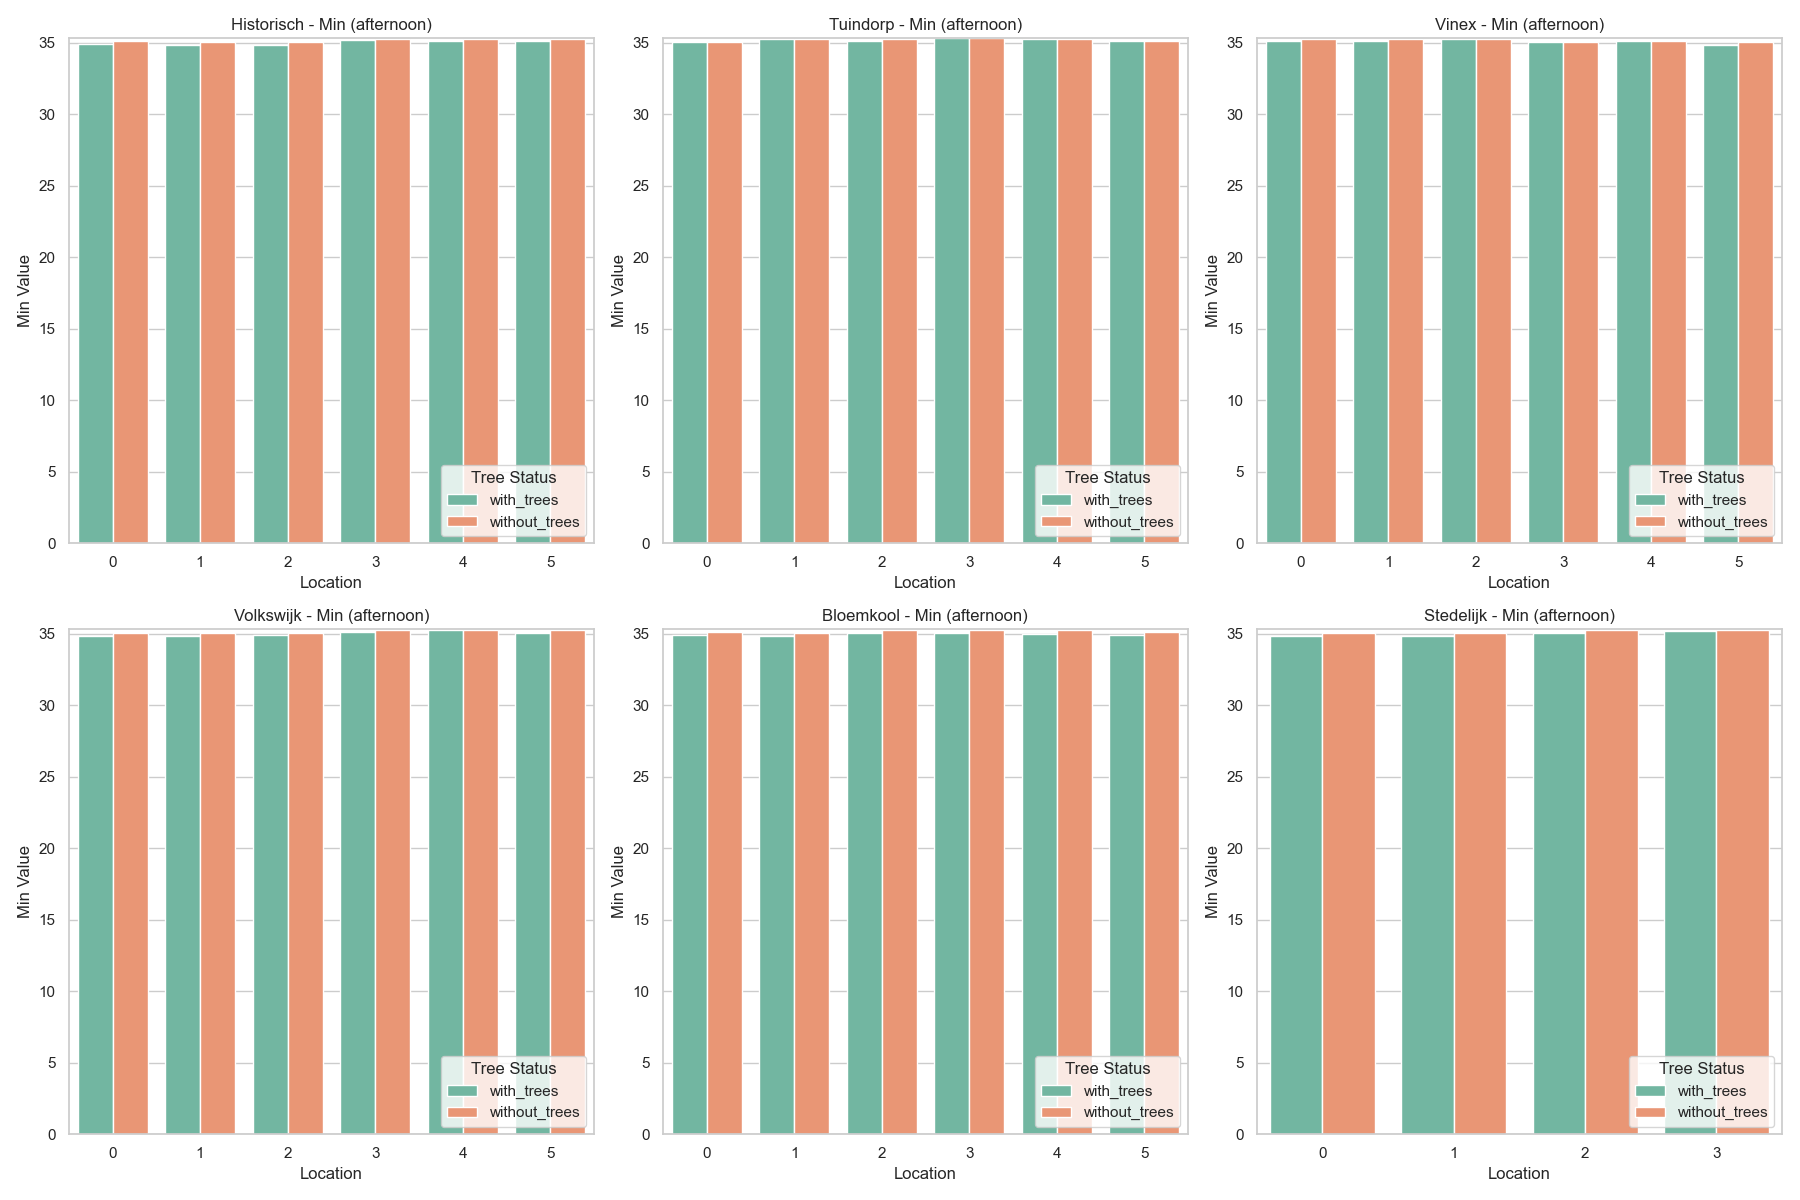 Historisch - Min (afternoon)
35
30
25
20
15
10
5
0
Min Value
0 1 2 3 4 5
Location
Tree Status
with_trees
without_trees
Tuindorp - Min (afternoon)
35
30
25
20
15
10
5
0
Min Value
0 1 2 3 4 5
Location
Tree Status
with_trees
without_trees
Vinex - Min (afternoon)
35
30
25
20
15
10
5
0
Min Value
0 1 2 3 4 5
Location
Tree Status
with_trees
without_trees
Volkswijk - Min (afternoon)
35
30
25
20
15
10
5
0
Min Value
0 1 2 3 4 5
Location
Tree Status
with_trees
without_trees
Bloemkool - Min (afternoon)
35
30
25
20
15
10
5
0
Min Value
0 1 2 3 4 5
Location
Tree Status
with_trees
without_trees
Stedelijk - Min (afternoon)
35
30
25
20
15
10
5
0
Min Value
0 1 2 3
Location
Tree Status
with_trees
without_trees